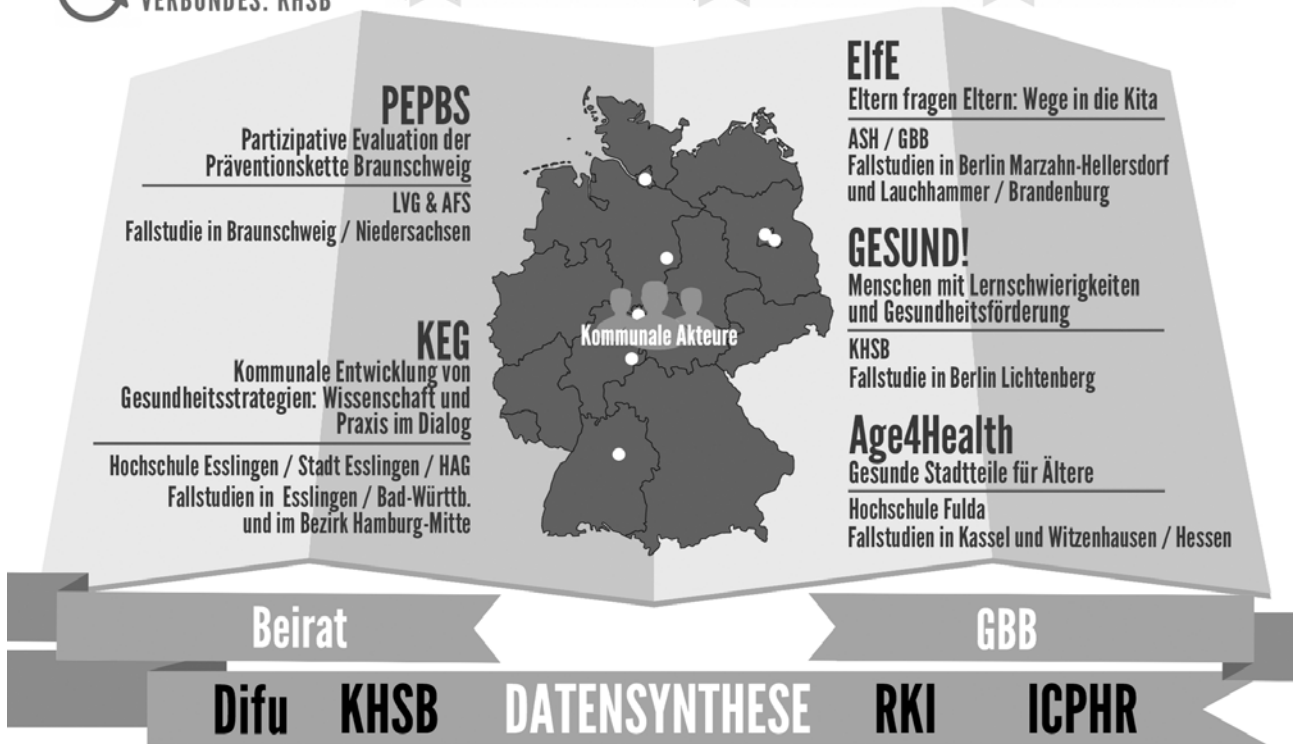 VERBUNDES: KHSB
PEPBS
Partizipative Evaluation der
Präventionskette Braunschweig
LVG & AFS
Fallstudie in Braunschweig / Niedersachsen
KEG
Kommunale Entwicklung von
Gesundheitsstrategien: Wissenschaft und
Praxis im Dialog
Hochschule Esslingen / Stadt Esslingen / HAG
Fallstudien in Esslingen / Bad-Württb.
und im Bezirk Hamburg-Mitte
Kommunale Akteure
ElfE
Eltern fragen Eltern: Wege in die Kita
ASH / GBB
Fallstudien in Berlin Marzahn-Hellersdorf
und Lauchhammer / Brandenburg
GESUND!
Menschen mit Lernschwierigkeiten
und Gesundheitsförderung
KHSB
Fallstudie in Berlin Lichtenberg
Age4Health
Gesunde Stadtteile für Ältere
Hochschule Fulda
Fallstudien in Kassel und Witzenhausen / Hessen
Beirat
GBB
Difu KHSB DATENSYNTHESE RKI ICPHR